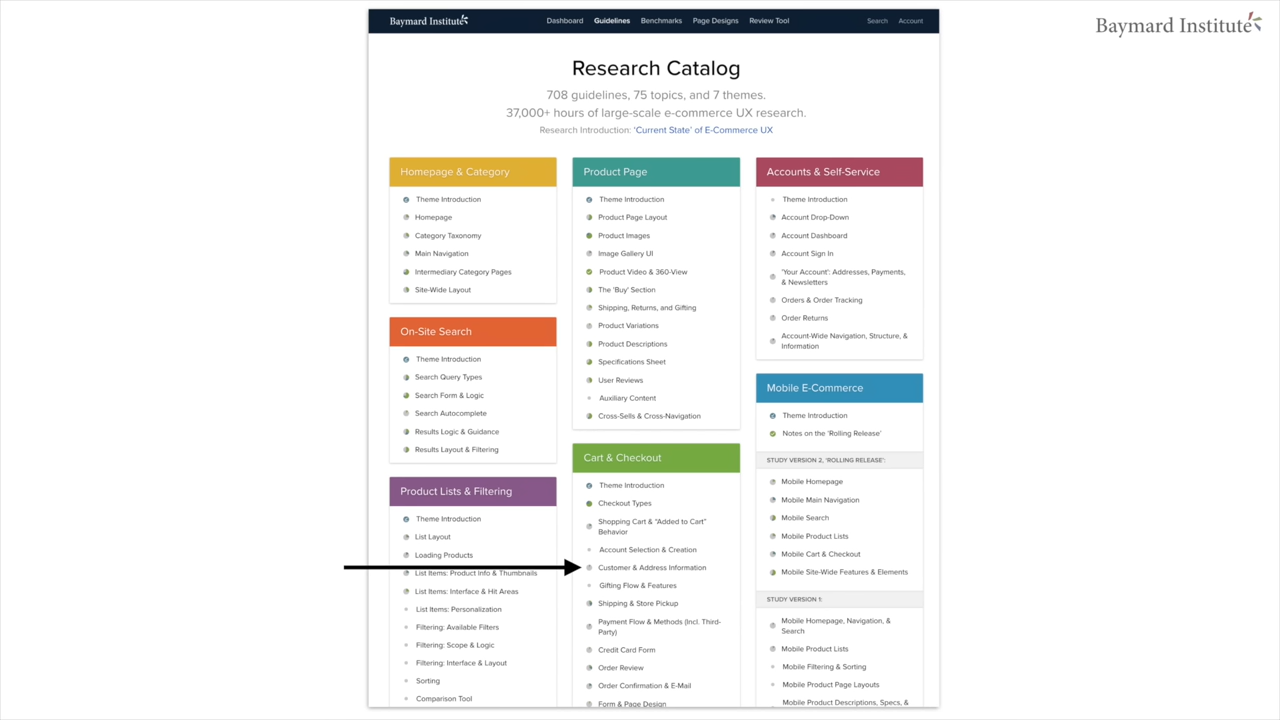 Baymard Institute
Dashboard
Guidelines
Benchmarks
Page Designs
Review Tool
Search
Account
Baymard Institute
Research Catalog
708 guidelines, 75 topics, and 7 themes.
37,000+ hours of large-scale e-commerce UX research.
Research Introduction: ‘Current State’ of E-Commerce UX
Homepage & Category
Theme Introduction
Homepage
Category Taxonomy
Main Navigation
Intermediary Category Pages
Site-Wide Layout
On-Site Search
Theme Introduction
Search Query Types
Search Form & Logic
Search Autocomplete
Results Logic & Guidance
Results Layout & Filtering
Product Lists & Filtering
Theme Introduction
List Layout
Loading Products
List Items: Product Info & Thumbnails
List Items: Interface & Hit Areas
List Items: Personalization
Filtering: Available Filters
Filtering: Scope & Logic
Filtering: Interface & Layout
Sorting
Comparison Tool
Product Page
Theme Introduction
Product Page Layout
Product Images
Image Gallery UI
Product Video & 360-View
The 'Buy' Section
Shipping, Returns, and Gifting
Product Variations
Product Descriptions
Specifications Sheet
User Reviews
Auxiliary Content
Cross-Sells & Cross-Navigation
Cart & Checkout
Theme Introduction
Checkout Types
Shopping Cart & “Added to Cart”
Behavior
Account Selection & Creation
Customer & Address Information
Gifting Flow & Features
Shipping & Store Pickup
Payment Flow & Methods (Incl. Third-
Party)
Credit Card Form
Order Review
Order Confirmation & E-Mail
Form & Page Design
Accounts & Self-Service
Theme Introduction
Account Drop-Down
Account Dashboard
Account Sign In
'Your Account': Addresses, Payments,
& Newsletters
Orders & Order Tracking
Order Returns
Account-Wide Navigation, Structure, &
Information
Mobile E-Commerce
Theme Introduction
Notes on the 'Rolling Release'
STUDY VERSION 2, 'ROLLING RELEASE':
Mobile Homepage
Mobile Main Navigation
Mobile Search
Mobile Product Lists
Mobile Cart & Checkout
Mobile Site-Wide Features & Elements
STUDY VERSION 1:
Mobile Homepage, Navigation, &
Search
Mobile Product Lists
Mobile Filtering & Sorting
Mobile Product Page Layouts
Mobile Product Descriptions, Specs, &